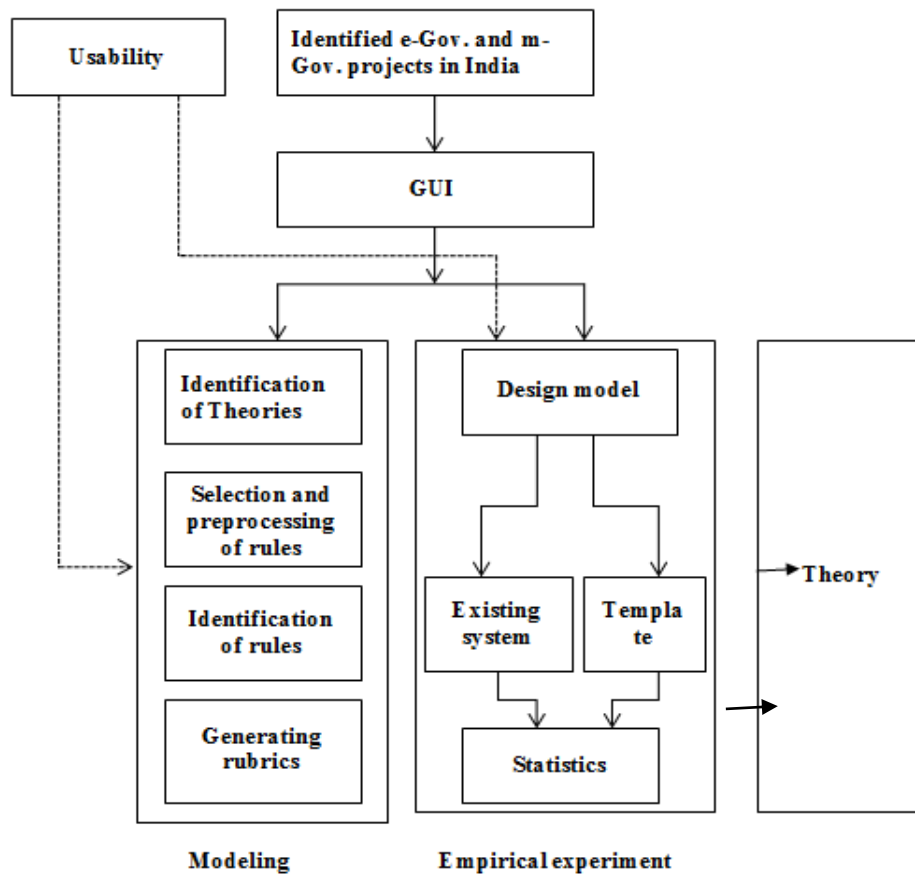 Usability
Identified e-Gov. and m-
Gov. projects in India
GUI
Identification
of Theories
Selection and
preprocessing
of rules
Identification
of rules
Generating
rubrics
Design model
Existing
system
Templa
te
Statistics
Theory
Modeling
Empirical experiment